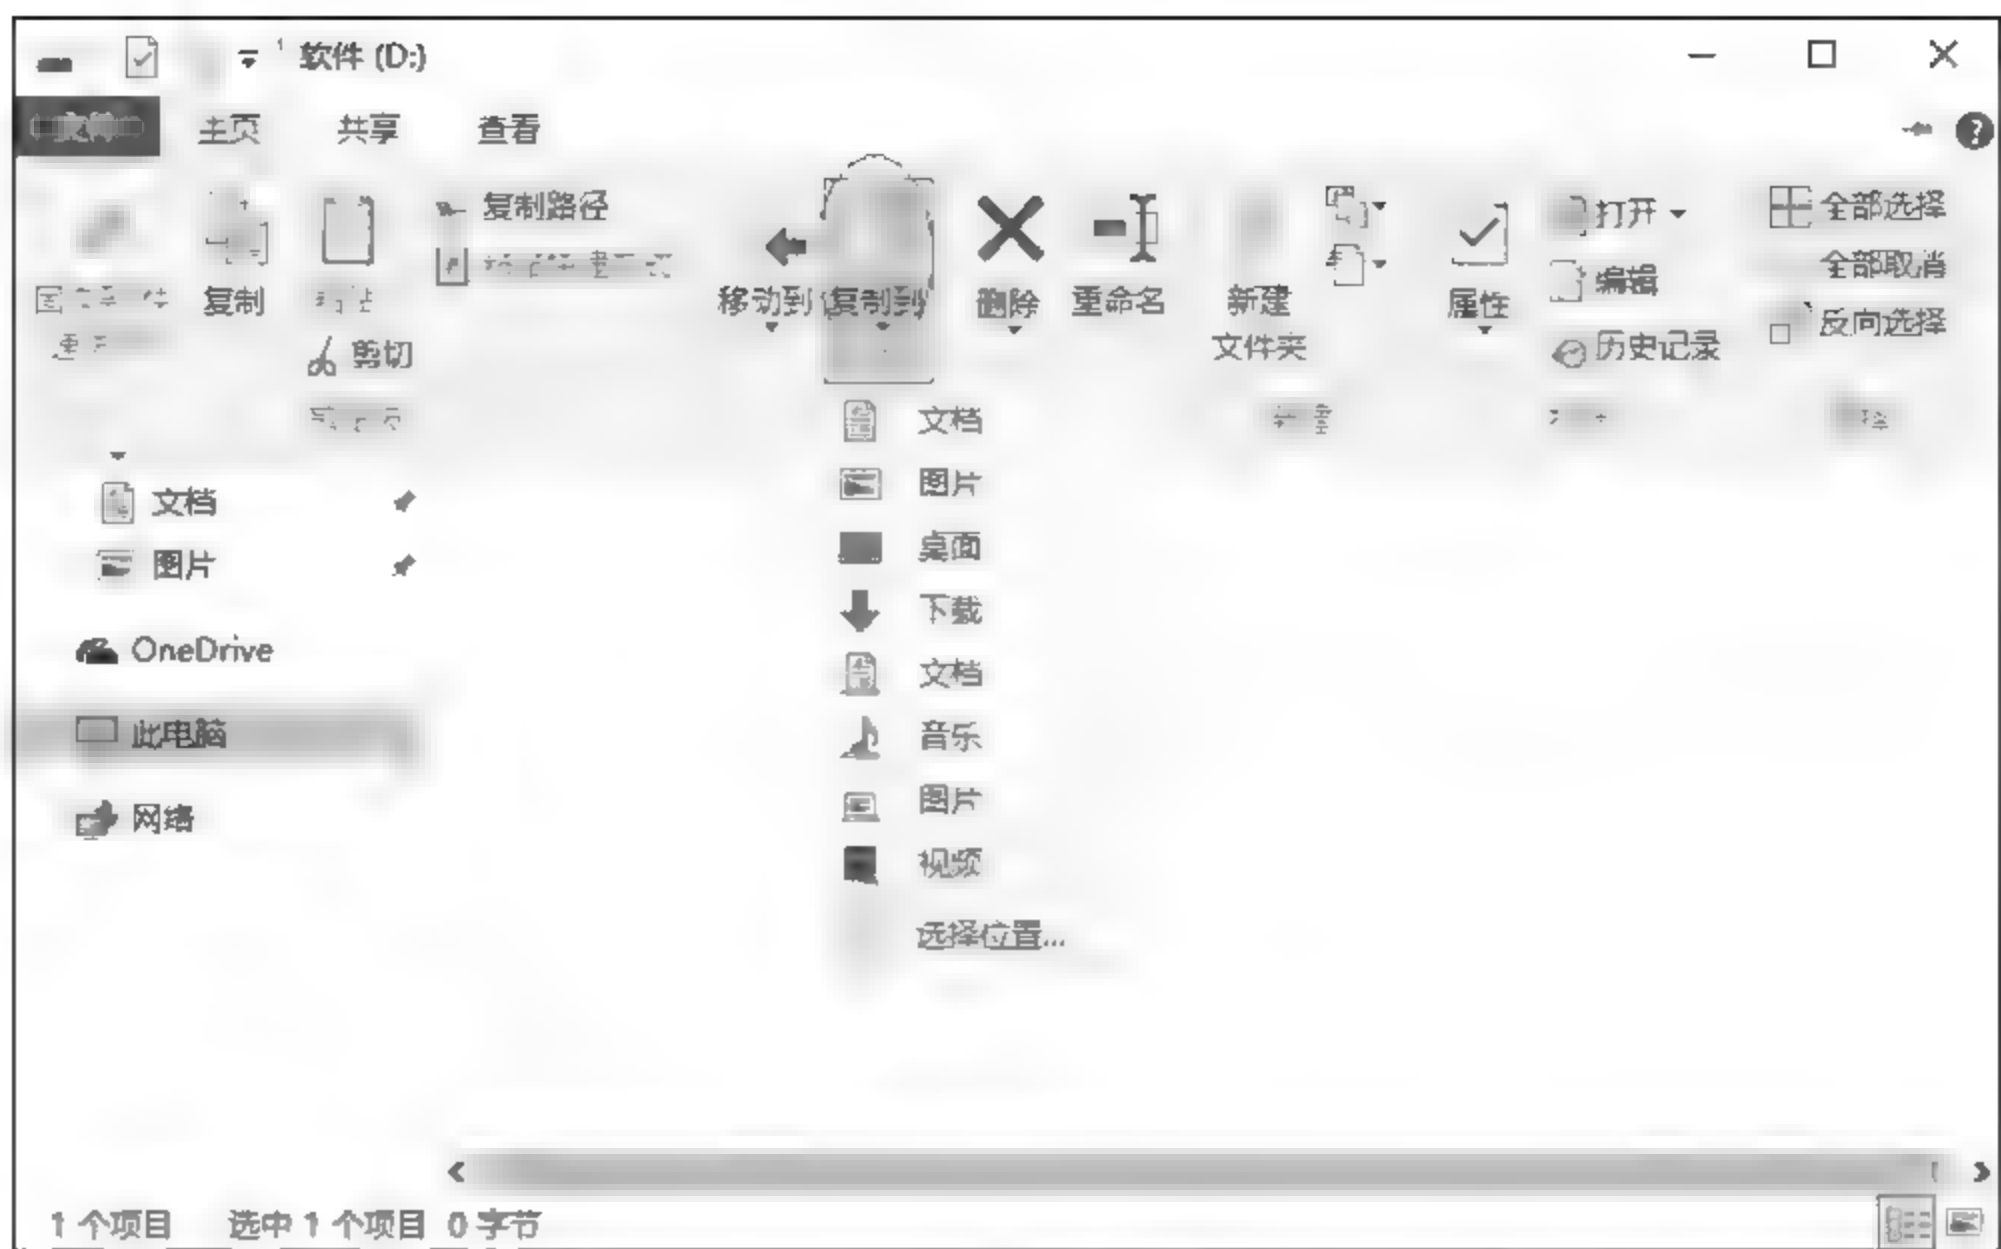 软件 (D:)
主页 共享 查看
复制路径
复制
剪切
移动到 复制到 删除 重命名
新建
文件夹
属性
打开
编辑
历史记录
全部选择
全部取消
反向选择
文档
图片
OneDrive
此电脑
网络
文档
图片
桌面
下载
文档
音乐
图片
视频
选择位置...
1 个项目 选中 1 个项目 0 字节